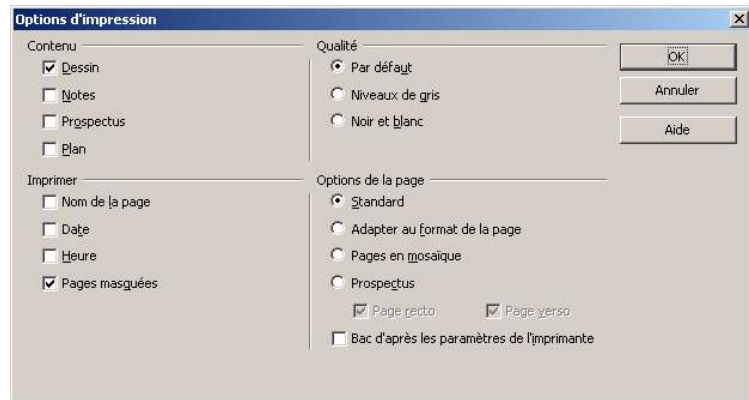 Options d'impression
Contenu
Dessin
Notes
Prospectus
Plan
Qualité
Par défaut
Niveaux de gris
Noir et blanc
OK
Annuler
Aide
Imprimer
Nom de la page
Date
Heure
Pages masquées
Options de la page
Standard
Adapter au format de la page
Pages en mosaïque
Prospectus
Page recto Page verso
Bac d'après les paramètres de l'imprimante